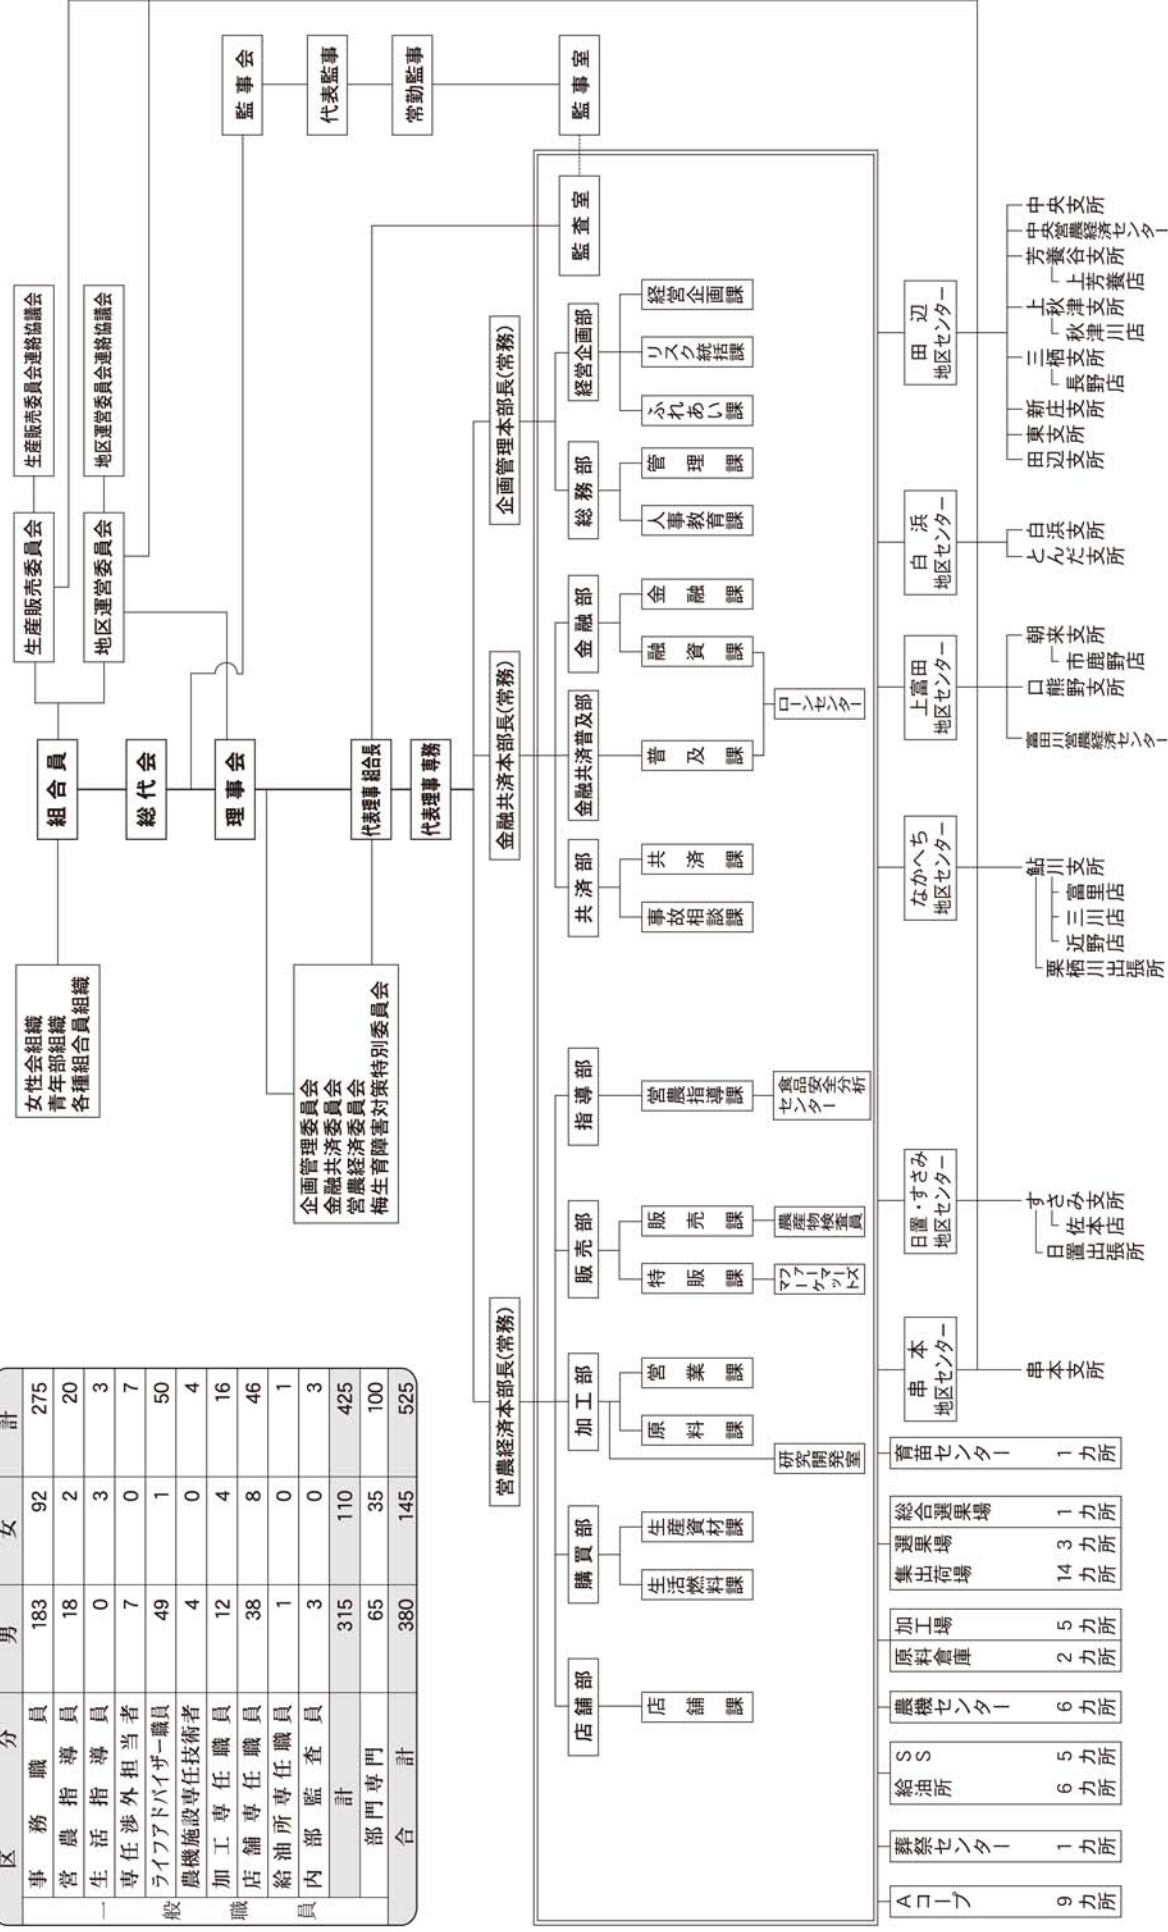 区分 男 女 計
一般職員
事務職員 183 92 275
営農指導員 18 2 20
生活指導員 0 3 3
専任渉外担当者 7 0 7
ライフアドバイザー職員 49 1 50
農機施設専任技術者 4 0 4
加工専任職員 12 4 16
店舗専任職員 38 8 46
給油所専任職員 1 0 1
内部監査員 3 0 3
計 315 110 425
部門専門 65 35 100
合計 380 145 525
女性会組織
青年部組織
各種組合員組織
組合員
生産販売委員会
生産販売委員会連絡協議会
地区運営委員会
地区運営委員会連絡協議会
総代会
理事会
監事会
代表監事
常勤監事
監事室
企画管理委員会
金融共済委員会
営農経済委員会
梅生育障害対策特別委員会
代表理事 組合長
代表理事 専務
営農経済本部長(常務)
金融共済本部長(常務)
企画管理本部長(常務)
監査室
店舗部
店舗課
購買部
生活燃料課
生産資材課
加工部
原料課
営業課
研究開発室
販売部
特販課
販売課
ファーマーズマーケット
農産物検査員
指導部
営農指導課
食品安全分析
センター
共済部
事故相談課
共済課
金融共済普及部
普及課
金融部
融資課
金融課
ローンセンター
総務部
人事教育課
管理課
経営企画部
ふれあい課
リスク統括課
経営企画課
Aコープ 9カ所
葬祭センター 1カ所
SS 5カ所
給油所 6カ所
農機センター 6カ所
加工場 5カ所
原料倉庫 2カ所
総合選果場 1カ所
選果場 3カ所
集出荷場 14カ所
育苗センター 1カ所
串本
地区センター
串本支所
日置・すさみ
地区センター
すさみ支所
佐本店
日置出張所
なかへち
地区センター
鮎川支所
富里店
三川店
近野店
栗栖川出張所
上富田
地区センター
朝来支所
市鹿野店
口熊野支所
富田川営農経済センター
白浜
地区センター
白浜支所
とんだ支所
田辺
地区センター
中央支所
中央営農経済センター
芳養谷支所
上芳養店
上秋津支所
秋津川店
三栖支所
長野店
新庄支所
東支所
田辺支所